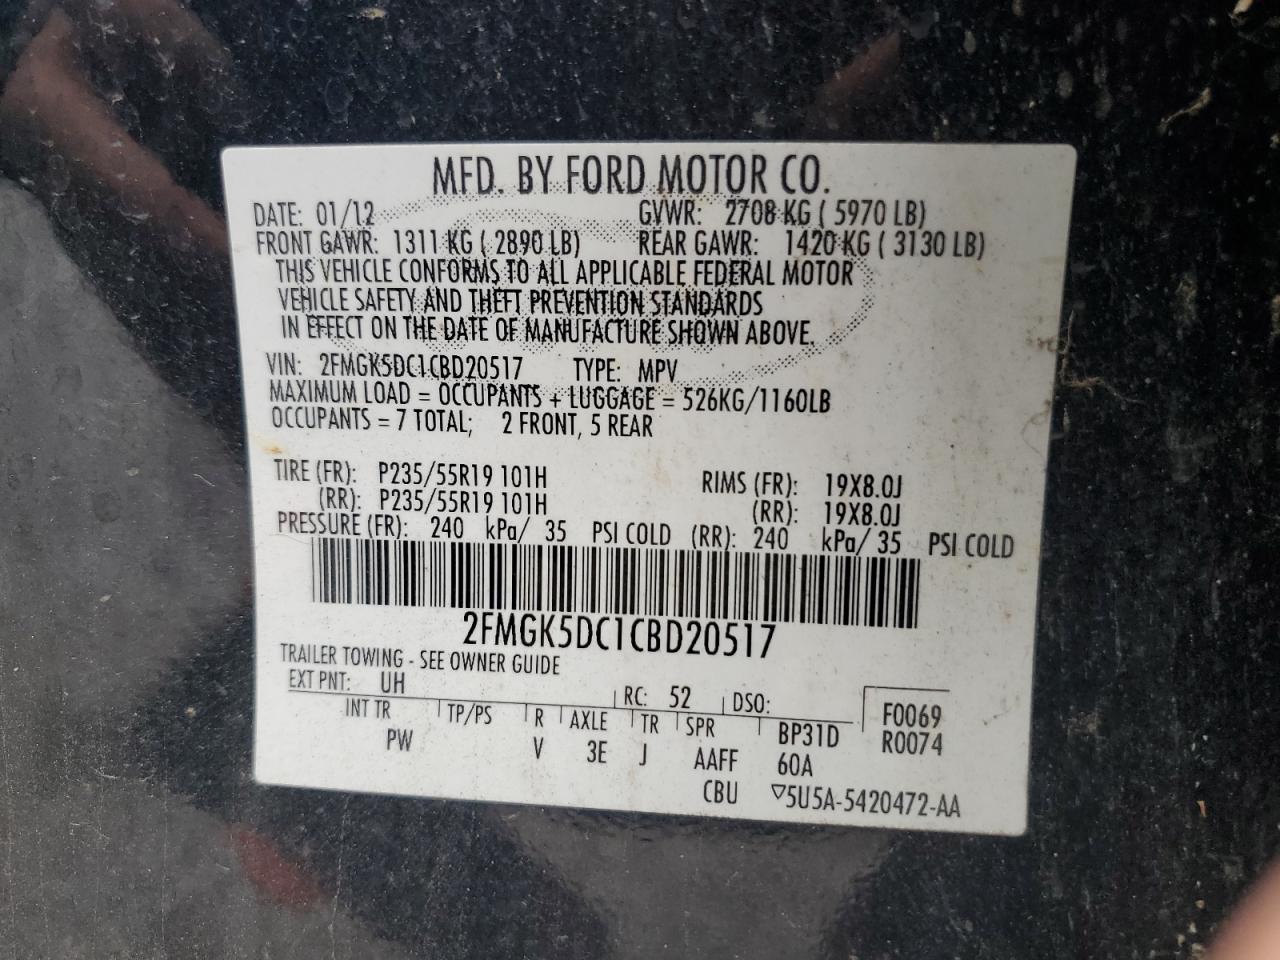 MFD. BY FORD MOTOR CO.
DATE: 01/12 GVWR: 2708 KG ( 5970 LB)
FRONT GAWR: 1311 KG ( 2890 LB) REAR GAWR: 1420 KG ( 3130 LB)
THIS VEHICLE CONFORMS TO ALL APPLICABLE FEDERAL MOTOR
VEHICLE SAFETY AND THEFT PREVENTION STANDARDS
IN EFFECT ON THE DATE OF MANUFACTURE SHOWN ABOVE.
VIN: 2FMGK5DC1CBD20517 TYPE: MPV
MAXIMUM LOAD = OCCUPANTS + LUGGAGE = 526KG/1160LB
OCCUPANTS = 7 TOTAL; 2 FRONT, 5 REAR
TIRE (FR): P235/55R19 101H RIMS (FR): 19X8.0J
(RR): P235/55R19 101H (RR): 19X8.0J
PRESSURE (FR): 240 kPa/ 35 PSI COLD (RR): 240 kPa/ 35 PSI COLD
2FMGK5DC1CBD20517
TRAILER TOWING - SEE OWNER GUIDE
EXT PNT: UH RC: 52 DSO: F0069
INT TR TP/PS R AXLE TR SPR BP31D R0074
PW V 3E J AAFF 60A
CBU ▽5U5A-5420472-AA